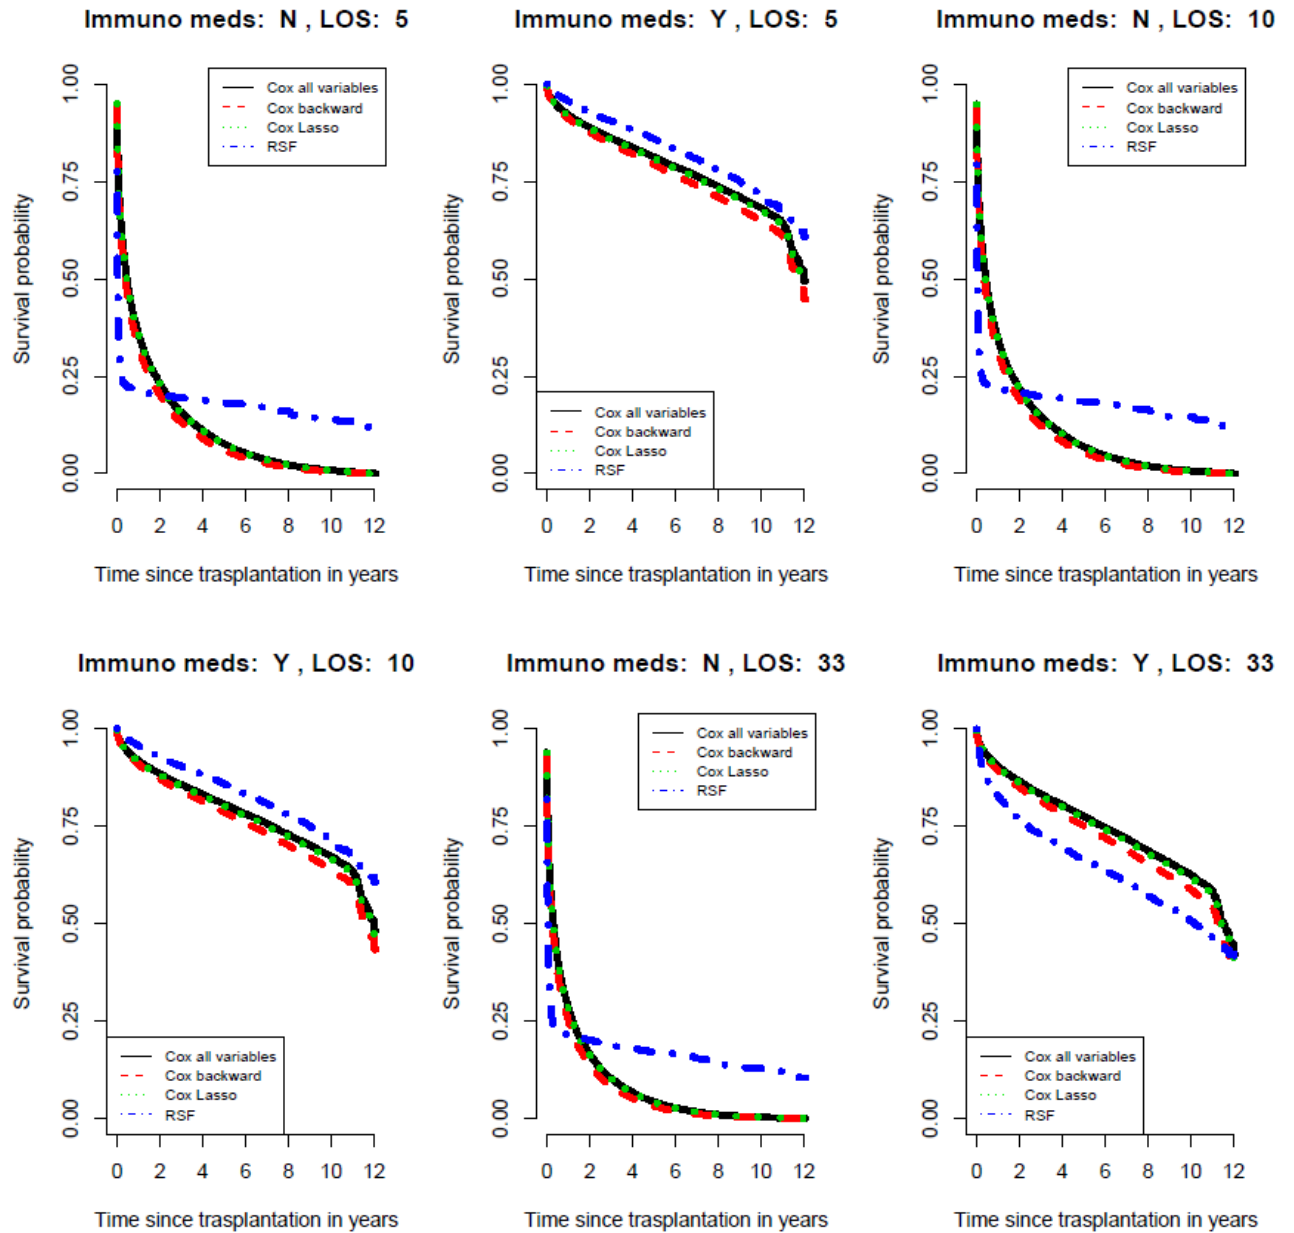 Immuno meds: N , LOS: 5
Cox all variables
Cox backward
Cox Lasso
RSF
Survival probability
0.00 0.25 0.50 0.75 1.00
0 2 4 6 8 10 12
Time since trasplantation in years
Immuno meds: Y , LOS: 5
Survival probability
0.00 0.25 0.50 0.75 1.00
Cox all variables
Cox backward
Cox Lasso
RSF
0 2 4 6 8 10 12
Time since trasplantation in years
Immuno meds: N , LOS: 10
Cox all variables
Cox backward
Cox Lasso
RSF
Survival probability
0.00 0.25 0.50 0.75 1.00
0 2 4 6 8 10 12
Time since trasplantation in years
Immuno meds: Y , LOS: 10
Survival probability
0.00 0.25 0.50 0.75 1.00
Cox all variables
Cox backward
Cox Lasso
RSF
0 2 4 6 8 10 12
Time since trasplantation in years
Immuno meds: N , LOS: 33
Cox all variables
Cox backward
Cox Lasso
RSF
Survival probability
0.00 0.25 0.50 0.75 1.00
0 2 4 6 8 10 12
Time since trasplantation in years
Immuno meds: Y , LOS: 33
Survival probability
0.00 0.25 0.50 0.75 1.00
Cox all variables
Cox backward
Cox Lasso
RSF
0 2 4 6 8 10 12
Time since trasplantation in years